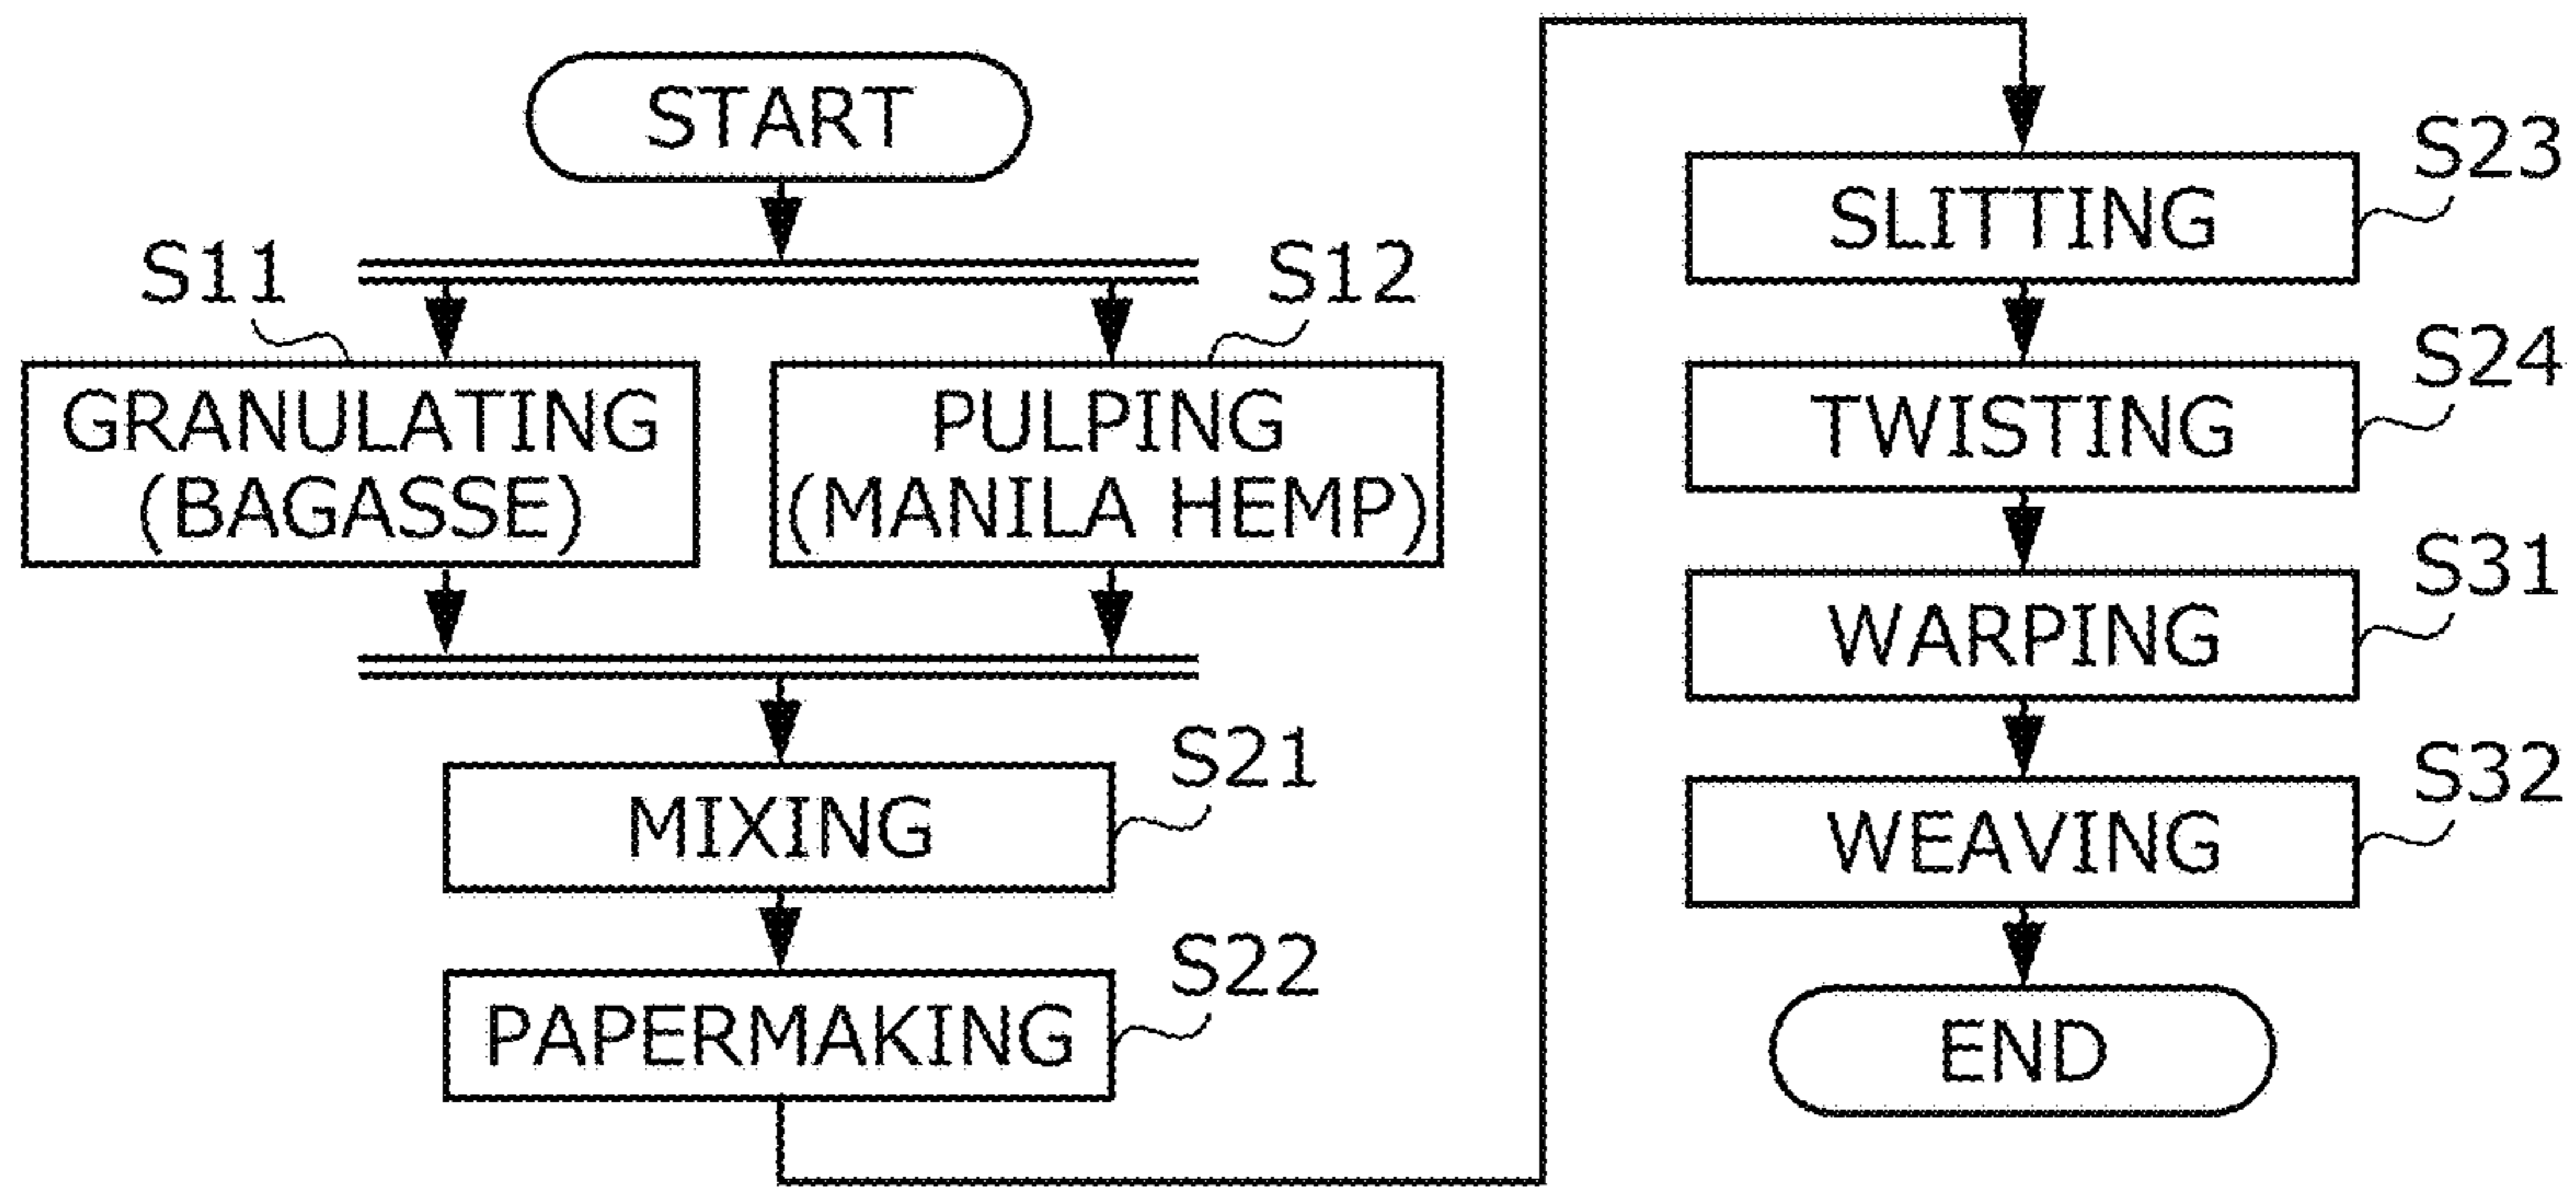 START
S11
S12
GRANULATING
(BAGASSE)
PULPING
(MANILA HEMP)
S21
MIXING
S22
PAPERMAKING
S23
SLITTING
S24
TWISTING
S31
WARPING
S32
WEAVING
END